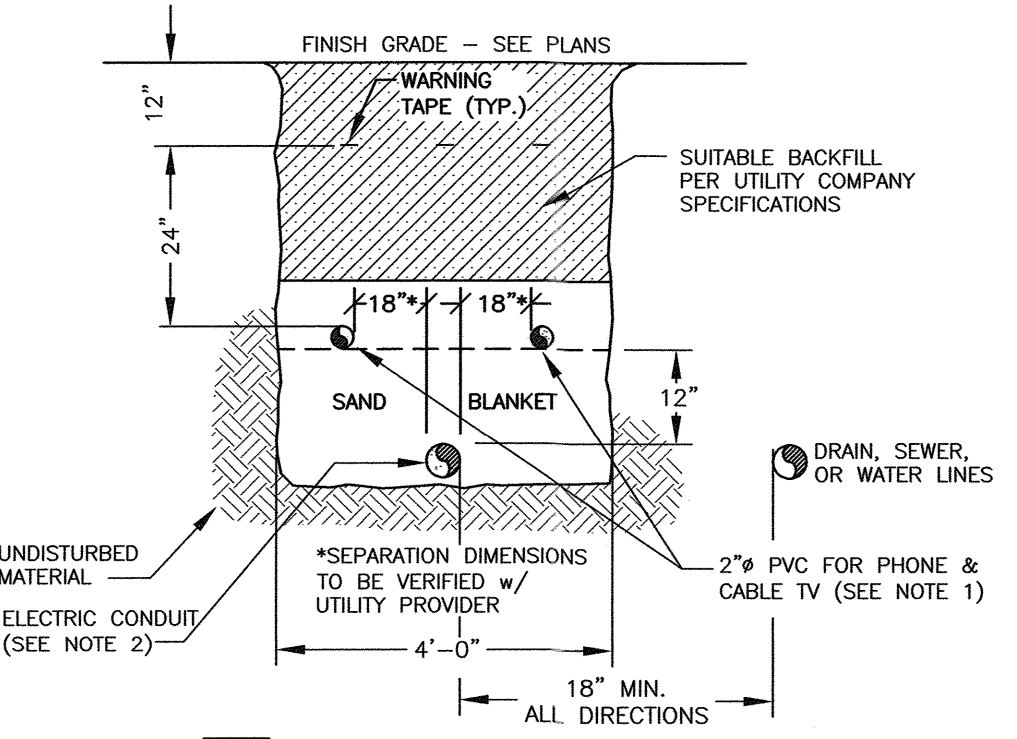 FINISH GRADE – SEE PLANS
12"
WARNING
TAPE (TYP.)
SUITABLE BACKFILL
PER UTILITY COMPANY
SPECIFICATIONS
24"
18"*
18"*
12"
SAND
BLANKET
DRAIN, SEWER,
OR WATER LINES
UNDISTURBED
MATERIAL
*SEPARATION DIMENSIONS
TO BE VERIFIED w/
UTILITY PROVIDER
2"ø PVC FOR PHONE &
CABLE TV (SEE NOTE 1)
ELECTRIC CONDUIT
(SEE NOTE 2)
4'-0"
18" MIN.
ALL DIRECTIONS